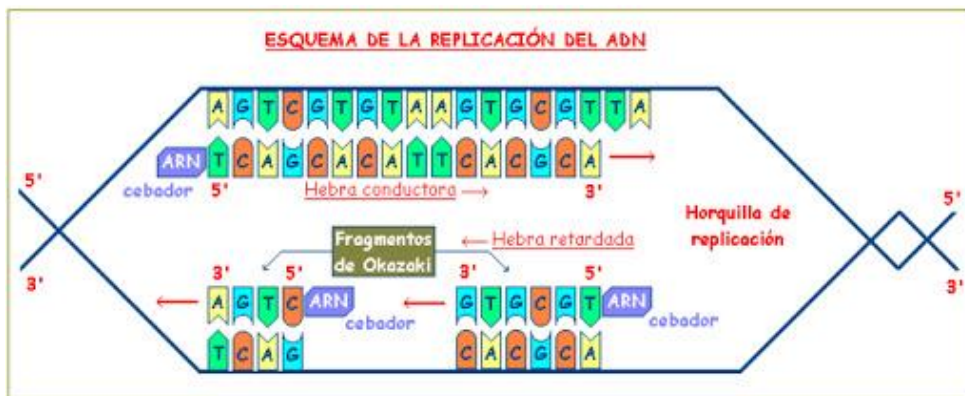 ESQUEMA DE LA REPLICACIÓN DEL ADN
A G T C G T G T A A G T G C G T T A
ARN T C A G C A C A T T C A C G C A
cebador
5'
Hebra conductora →
3'
5'
3'
Horquilla de
replicación
5'
3'
Fragmentos
de Okazaki
← Hebra retardada
3' 5'
3' 5'
A G T C ARN
cebador
G T G C G T ARN
cebador
T C A G
C A C G C A